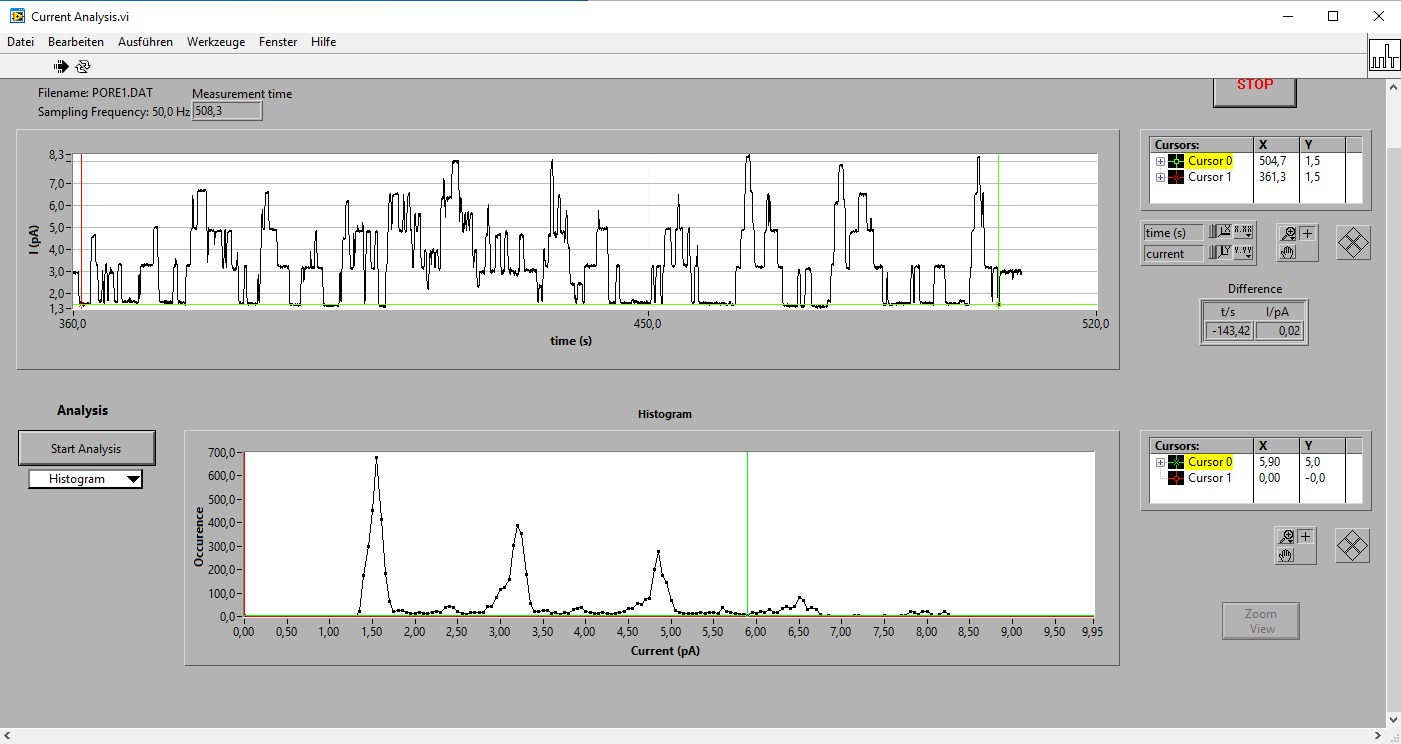 Current Analysis.vi
Datei Bearbeiten Ausführen Werkzeuge Fenster Hilfe
STOP
Filename: PORE1.DAT
Measurement time
Sampling Frequency: 50,0 Hz
508,3
I (pA)
8,3
7,0
6,0
5,0
4,0
3,0
2,0
1,3
360,0 450,0 520,0
time (s)
Cursors: X Y
Cursor 0 504,7 1,5
Cursor 1 361,3 1,5
time (s) X X.XX
current Y Y.YY
Difference
t/s I/pA
-143,42 0,02
Analysis
Start Analysis
Histogram
Histogram
Occurence
700,0
600,0
500,0
400,0
300,0
200,0
100,0
0,0
0,00 0,50 1,00 1,50 2,00 2,50 3,00 3,50 4,00 4,50 5,00 5,50 6,00 6,50 7,00 7,50 8,00 8,50 9,00 9,50 9,95
Current (pA)
Cursors: X Y
Cursor 0 5,90 5,0
Cursor 1 0,00 -0,0
Zoom
View